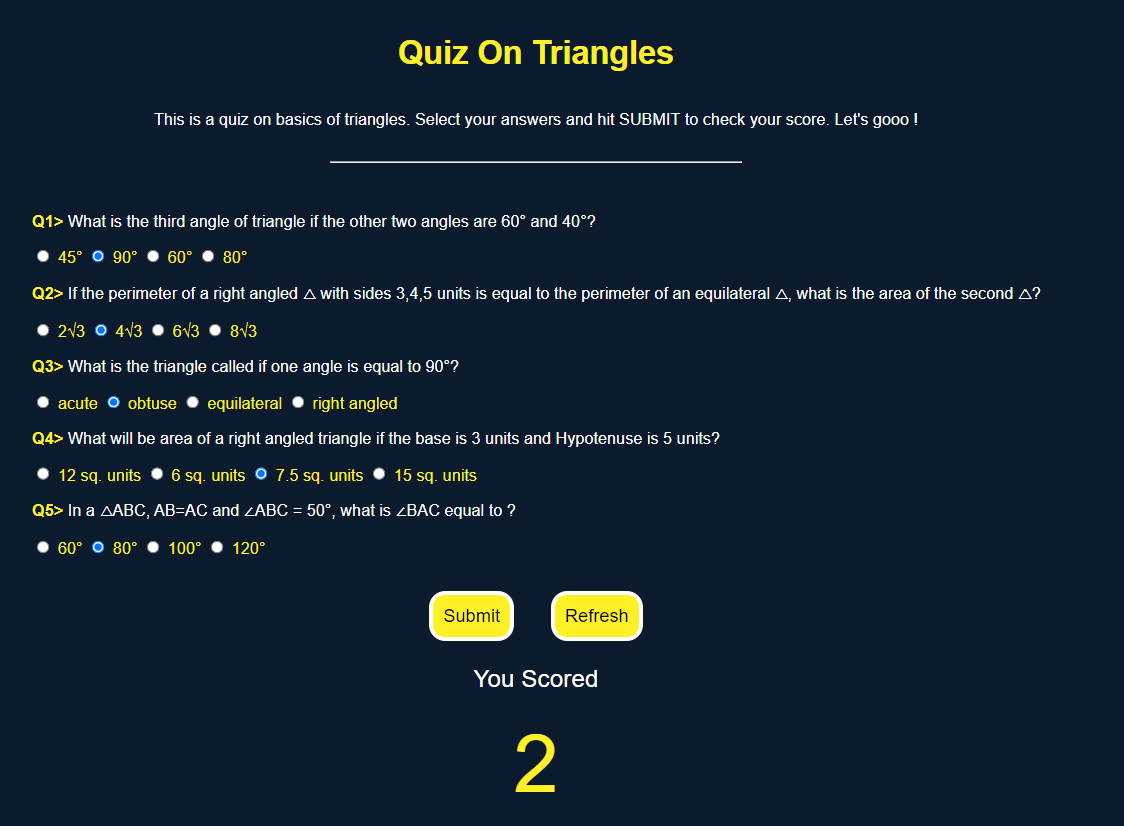 Quiz On Triangles
This is a quiz on basics of triangles. Select your answers and hit SUBMIT to check your score. Let's gooo !
Q1> What is the third angle of triangle if the other two angles are 60° and 40°?
45° 90° 60° 80°
Q2> If the perimeter of a right angled △ with sides 3,4,5 units is equal to the perimeter of an equilateral △, what is the area of the second △?
2√3 4√3 6√3 8√3
Q3> What is the triangle called if one angle is equal to 90°?
acute obtuse equilateral right angled
Q4> What will be area of a right angled triangle if the base is 3 units and Hypotenuse is 5 units?
12 sq. units 6 sq. units 7.5 sq. units 15 sq. units
Q5> In a △ABC, AB=AC and ∠ABC = 50°, what is ∠BAC equal to ?
60° 80° 100° 120°
Submit Refresh
You Scored
2